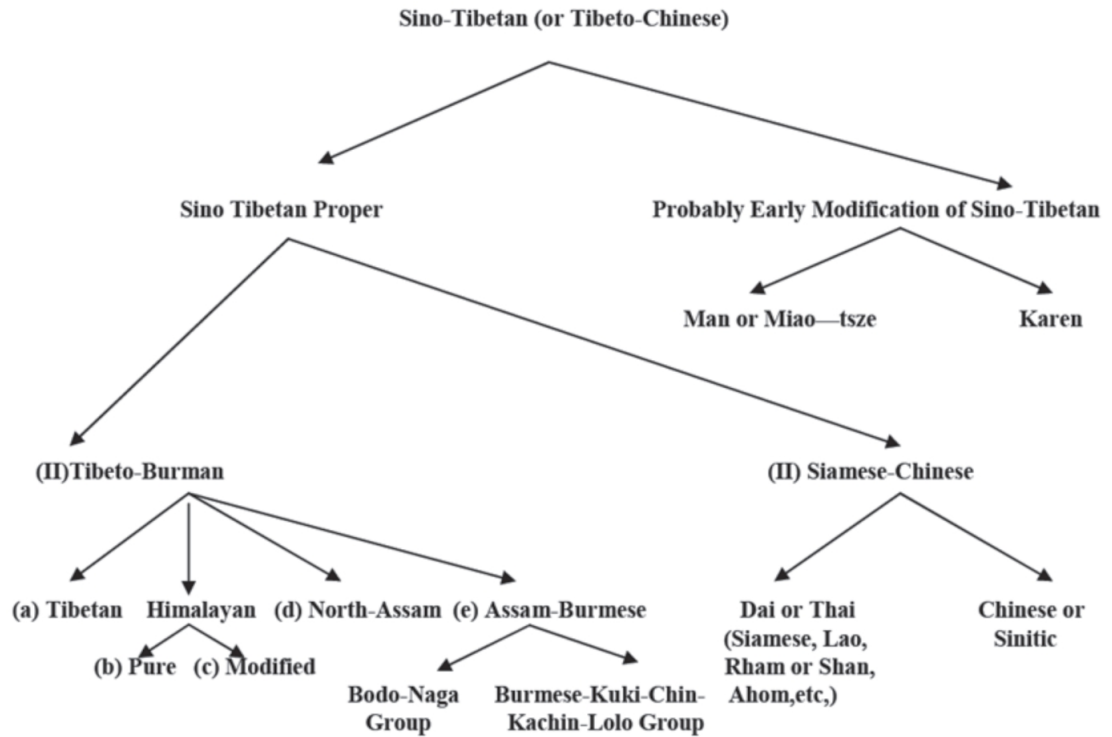 Sino-Tibetan (or Tibeto-Chinese)
Sino Tibetan Proper
Probably Early Modification of Sino-Tibetan
Man or Miao—tsze
Karen
(II)Tibeto-Burman
(II) Siamese-Chinese
(a) Tibetan
Himalayan
(d) North-Assam
(e) Assam-Burmese
(b) Pure
(c) Modified
Bodo-Naga
Group
Burmese-Kuki-Chin-
Kachin-Lolo Group
Dai or Thai
(Siamese, Lao,
Rham or Shan,
Ahom,etc,)
Chinese or
Sinitic